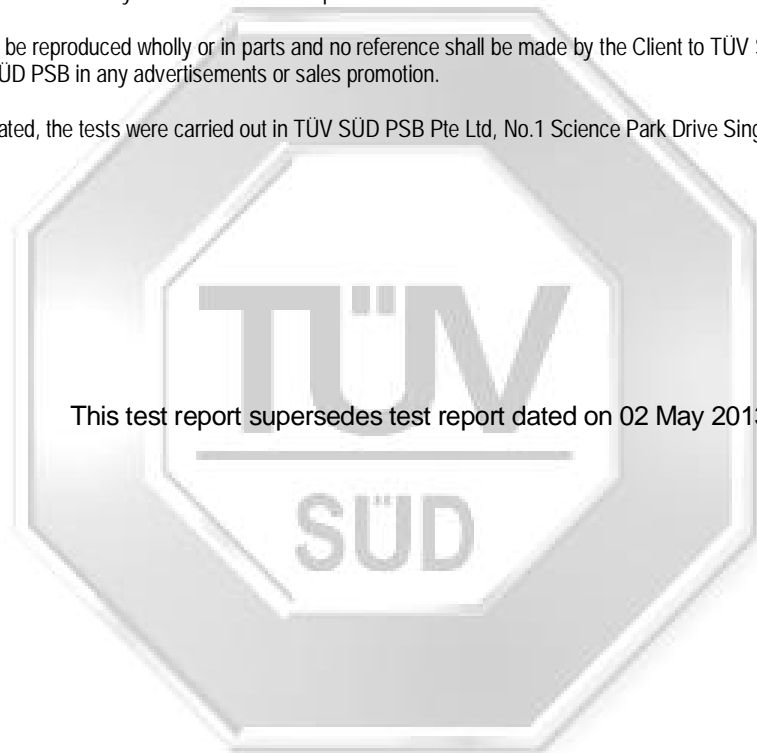 be reproduced wholly or in parts and no reference shall be made by the Client to TÜV S
ÜD PSB in any advertisements or sales promotion.
ated, the tests were carried out in TÜV SÜD PSB Pte Ltd, No.1 Science Park Drive Sing
TÜV
This test report supersedes test report dated on 02 May 2013
SÜD